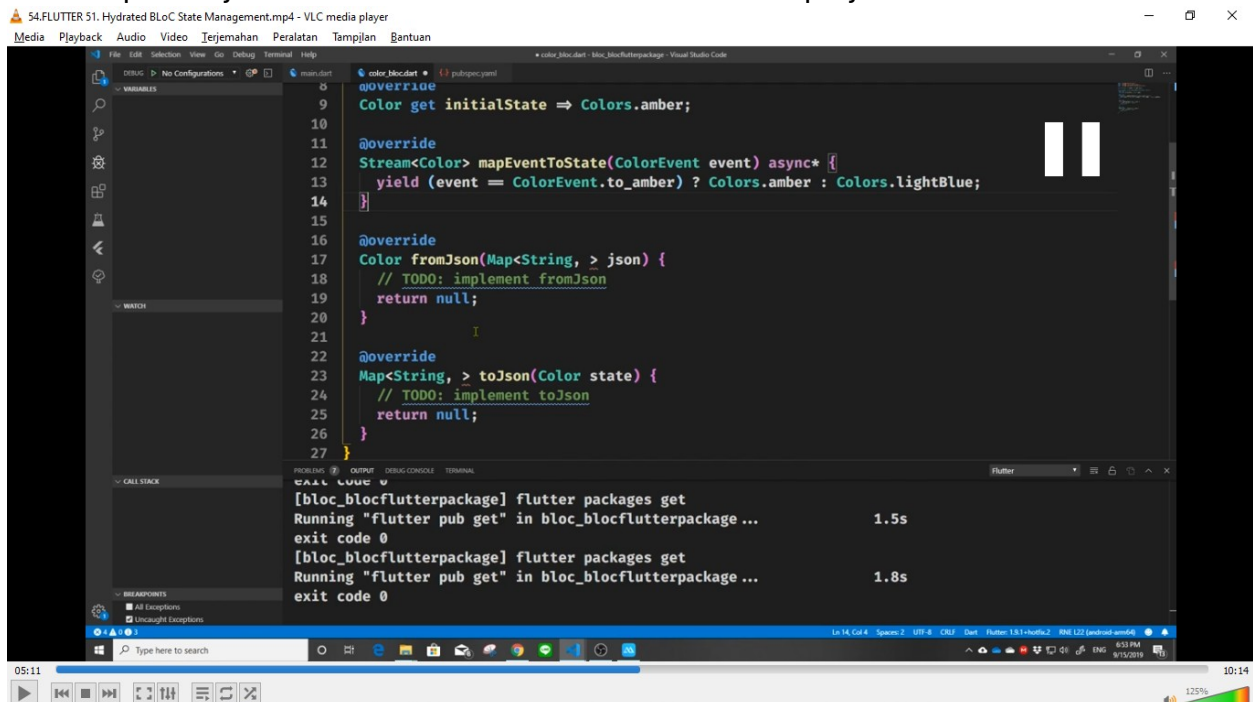 54.FLUTTER 51. Hydrated BLoC State Management.mp4 - VLC media player
Media Playback Audio Video Terjemahan Peralatan Tampilan Bantuan
File Edit Selection View Go Debug Terminal Help
● color_bloc.dart - bloc_blocflutterpackage - Visual Studio Code
DEBUG No Configurations
main.dart color_bloc.dart ● pubspec.yaml
VARIABLES
8 @override
9 Color get initialState => Colors.amber;
10
11 @override
12 Stream<Color> mapEventToState(ColorEvent event) async* {
13 yield (event == ColorEvent.to_amber) ? Colors.amber : Colors.lightBlue;
14 }
15
16 @override
17 Color fromJson(Map<String, > json) {
18 // TODO: implement fromJson
19 return null;
WATCH
20 }
21
22 @override
23 Map<String, > toJson(Color state) {
24 // TODO: implement toJson
25 return null;
26 }
27 }
PROBLEMS 7 OUTPUT DEBUG CONSOLE TERMINAL Flutter
CALL STACK
exit code 0
[bloc_blocflutterpackage] flutter packages get
Running "flutter pub get" in bloc_blocflutterpackage... 1.5s
exit code 0
[bloc_blocflutterpackage] flutter packages get
Running "flutter pub get" in bloc_blocflutterpackage... 1.8s
exit code 0
BREAKPOINTS
All Exceptions
Uncaught Exceptions
4 0 3
Ln 14, Col 4 Spaces: 2 UTF-8 CRLF Dart Flutter: 1.9.1+hotfix.2 RNE L22 (android-arm64)
Type here to search
ENG 6:53 PM
9/15/2019
05:11 10:14
125%